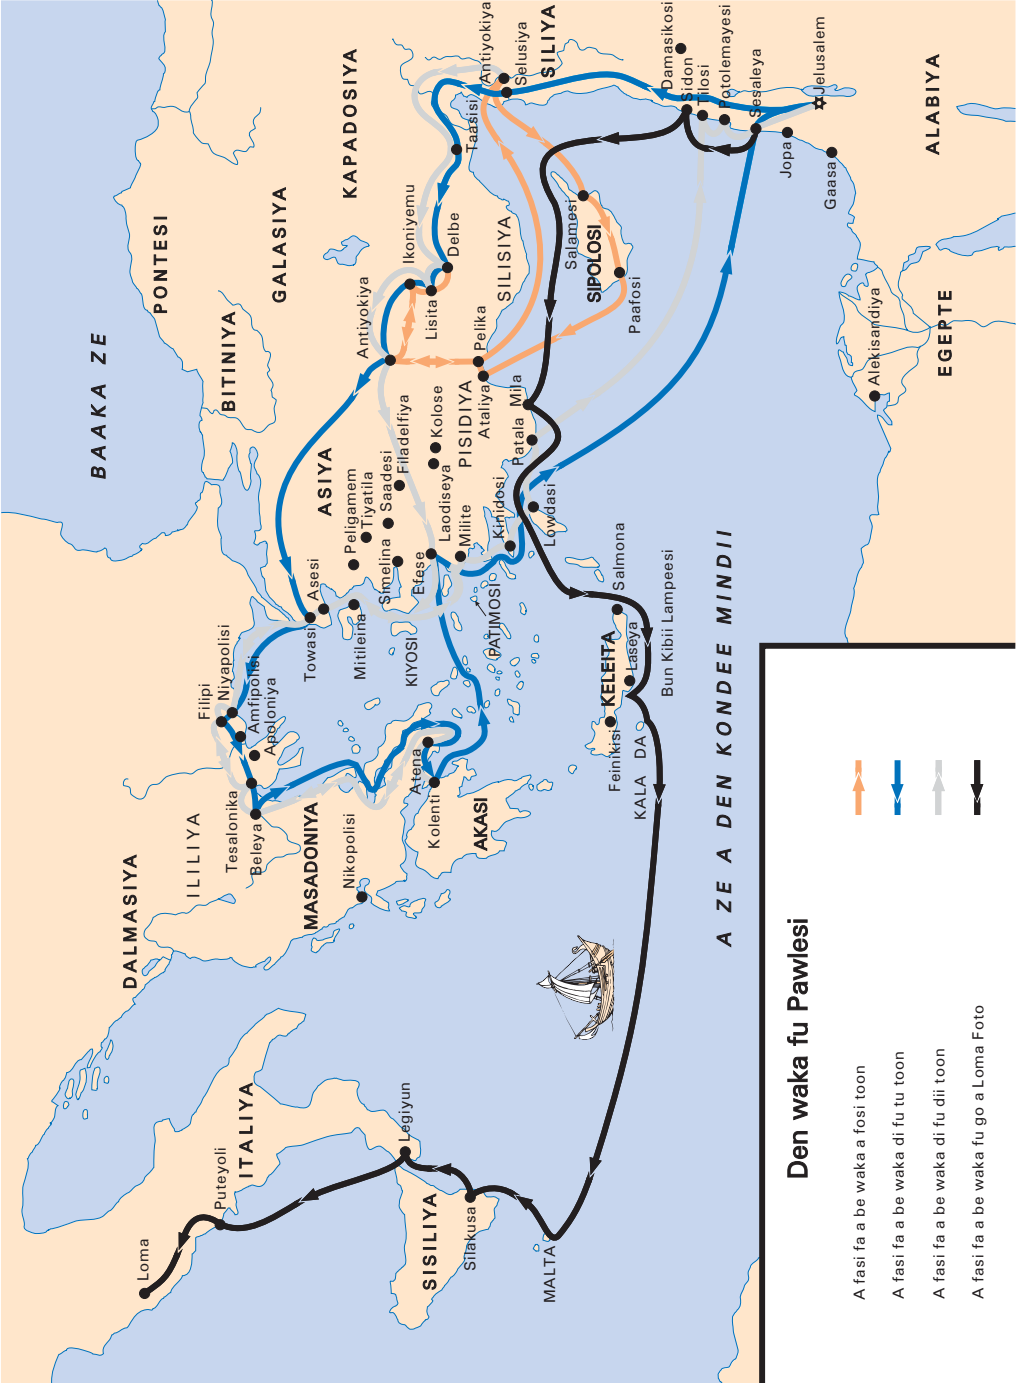 BAAKA ZE
PONTESI
KAPADOSIYA
GALASIYA
BITINIYA
ASIYA
DALMASIYA
ILILIYA
MASADONIYA
AKASI
ITALIYA
SISILIYA
Loma
Puteyoli
Legiyun
Silakusa
MALTA
Nikopolisi
Tesalonika
Beleya
Apoloniya
Amfipolisi
Filipi
Niyapolisi
Atena
Kolenti
Towasi
Asesi
Mitileina
KIYOSI
PATIMOSI
Peligamem
Tiyatila
Simelina
Saadesi
Filadelfiya
Efese
Laodiseya
Kolose
Milite
Kinidosi
Lowdasi
PISIDIYA
Patala
Mila
Ataliya
Pelika
Antiyokiya
Ikoniyemu
Lisita
Delbe
SILISIYA
Taasisi
Antiyokiya
Selusiya
SILIYA
Salamesi
SIPOLOSI
Paafosi
Damasikosi
Sidon
Tilosi
Potolemayesi
Sesaleya
Jelusalem
Jopa
Gaasa
ALABIYA
Alekisandiya
EGEPTE
Salmona
KELEITA
Laseya
Bun Kibii Lampeesi
Feinikisi
KALA DA
A ZE A DEN KONDEE MINDII
Den waka fu Pawlesi
A fasi fa a be waka a fosi toon
A fasi fa a be waka di fu tu toon
A fasi fa a be waka di fu dii toon
A fasi fa a be waka fu go a Loma Foto